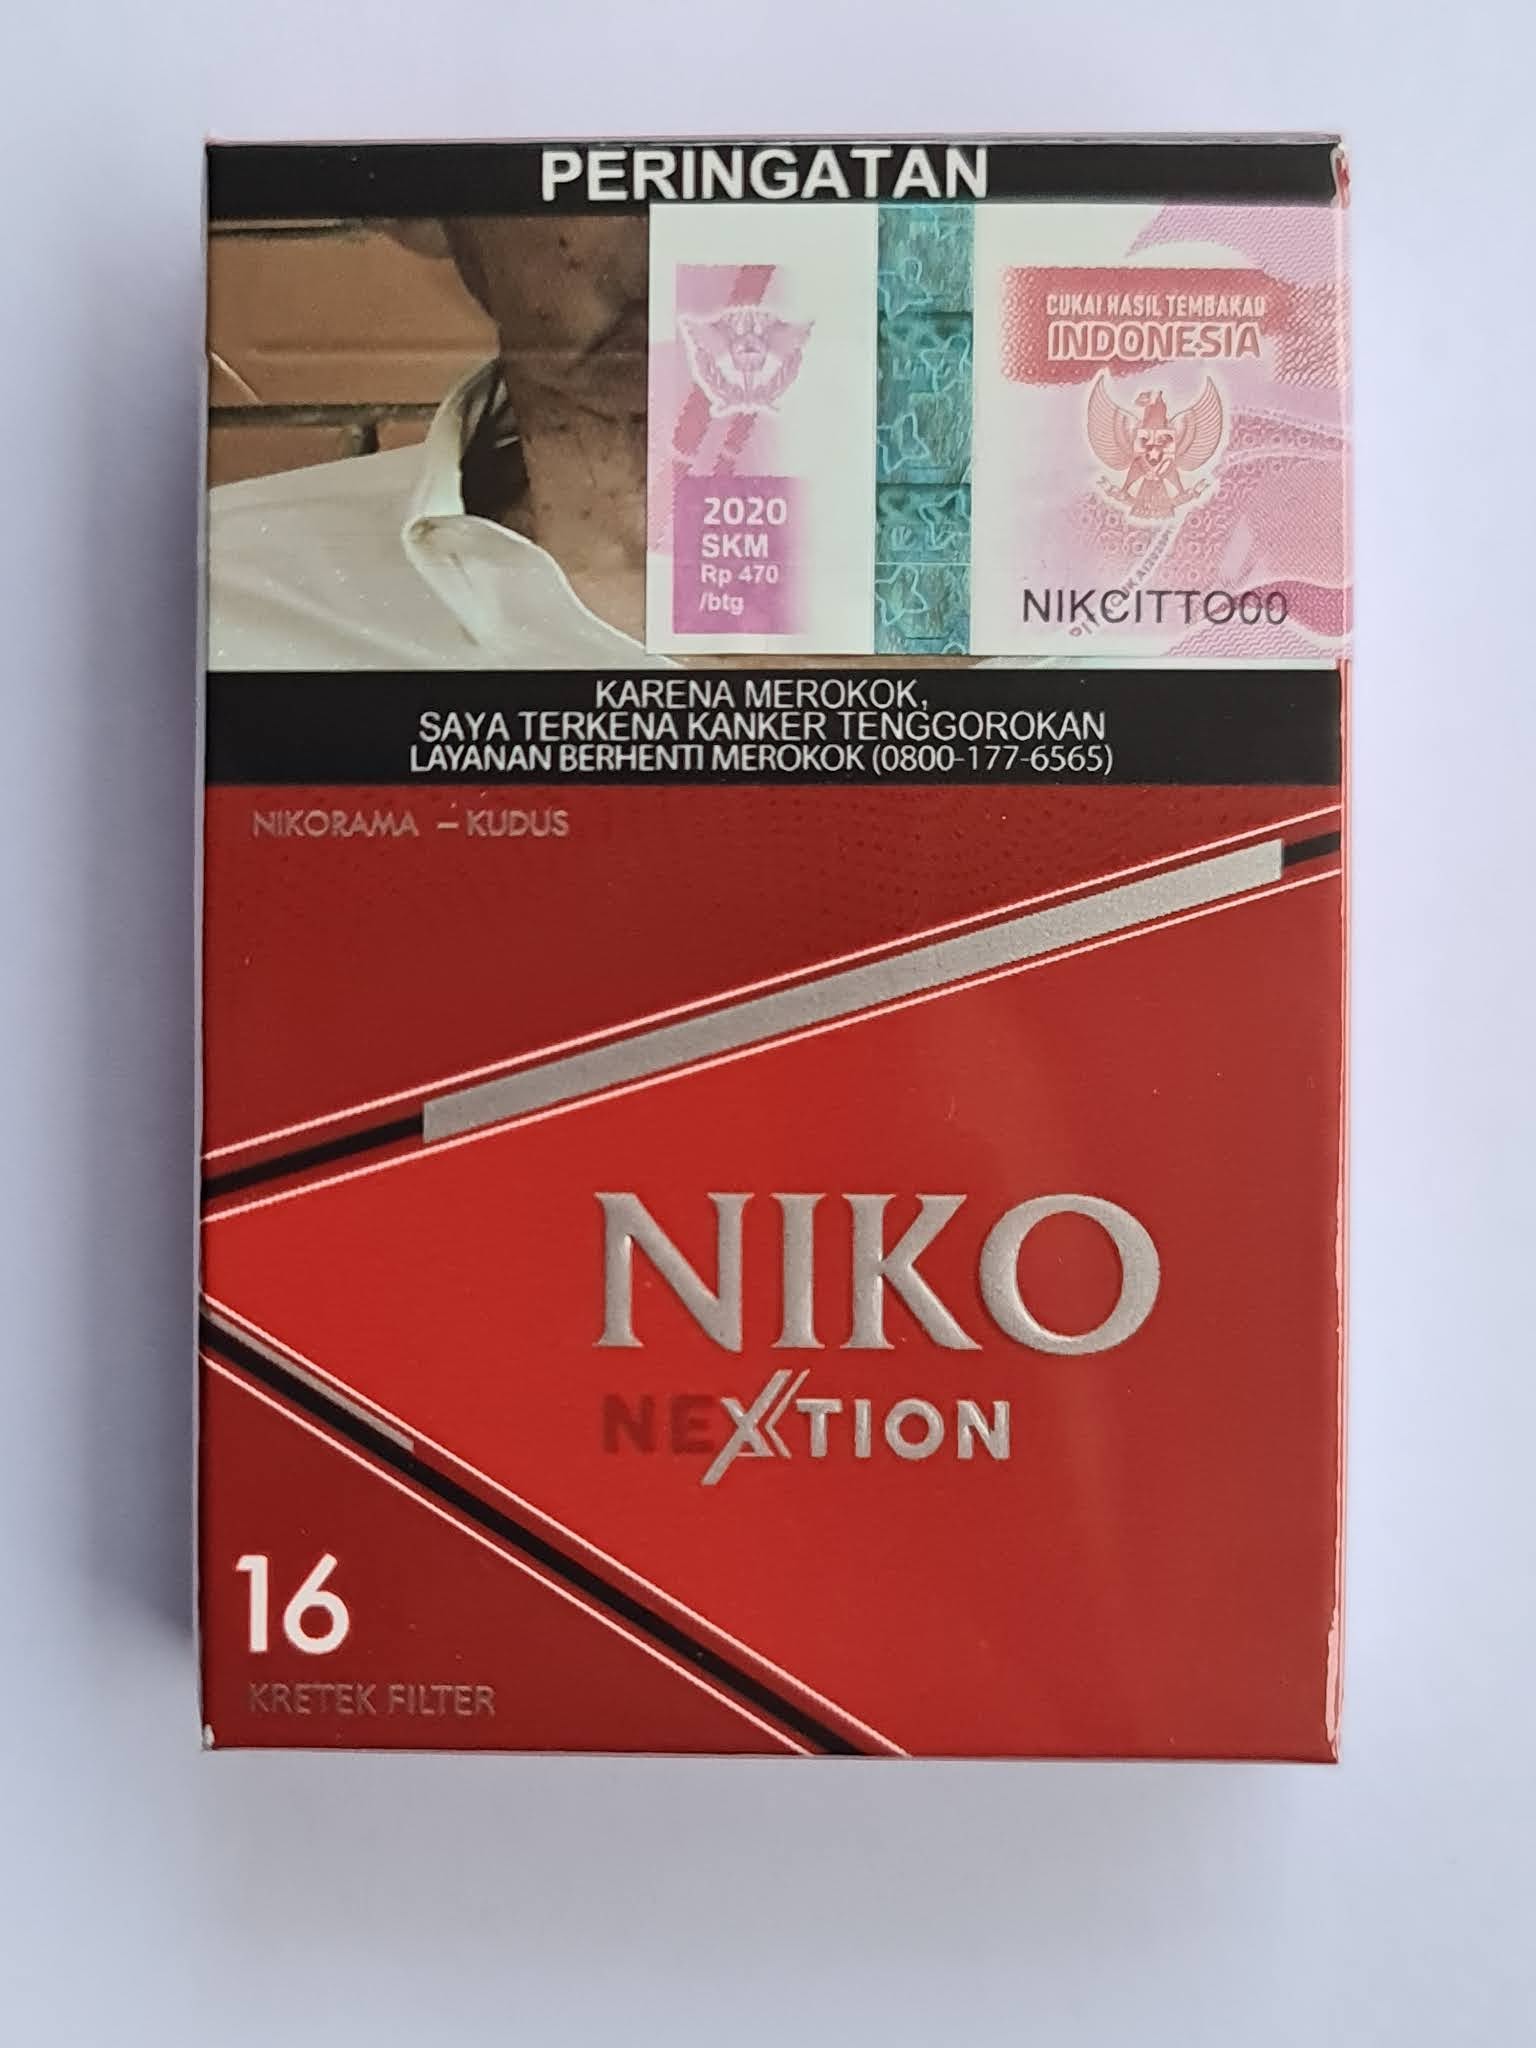 PERINGATAN
CUKAI HASIL TEMBAKAU
INDONESIA
2020
SKM
Rp 470
/btg
NIKCITTO00
KARENA MEROKOK,
SAYA TERKENA KANKER TENGGOROKAN
LAYANAN BERHENTI MEROKOK (0800-177-6565)
NIKORAMA – KUDUS
NIKO
NEXTION
16
KRETEK FILTER